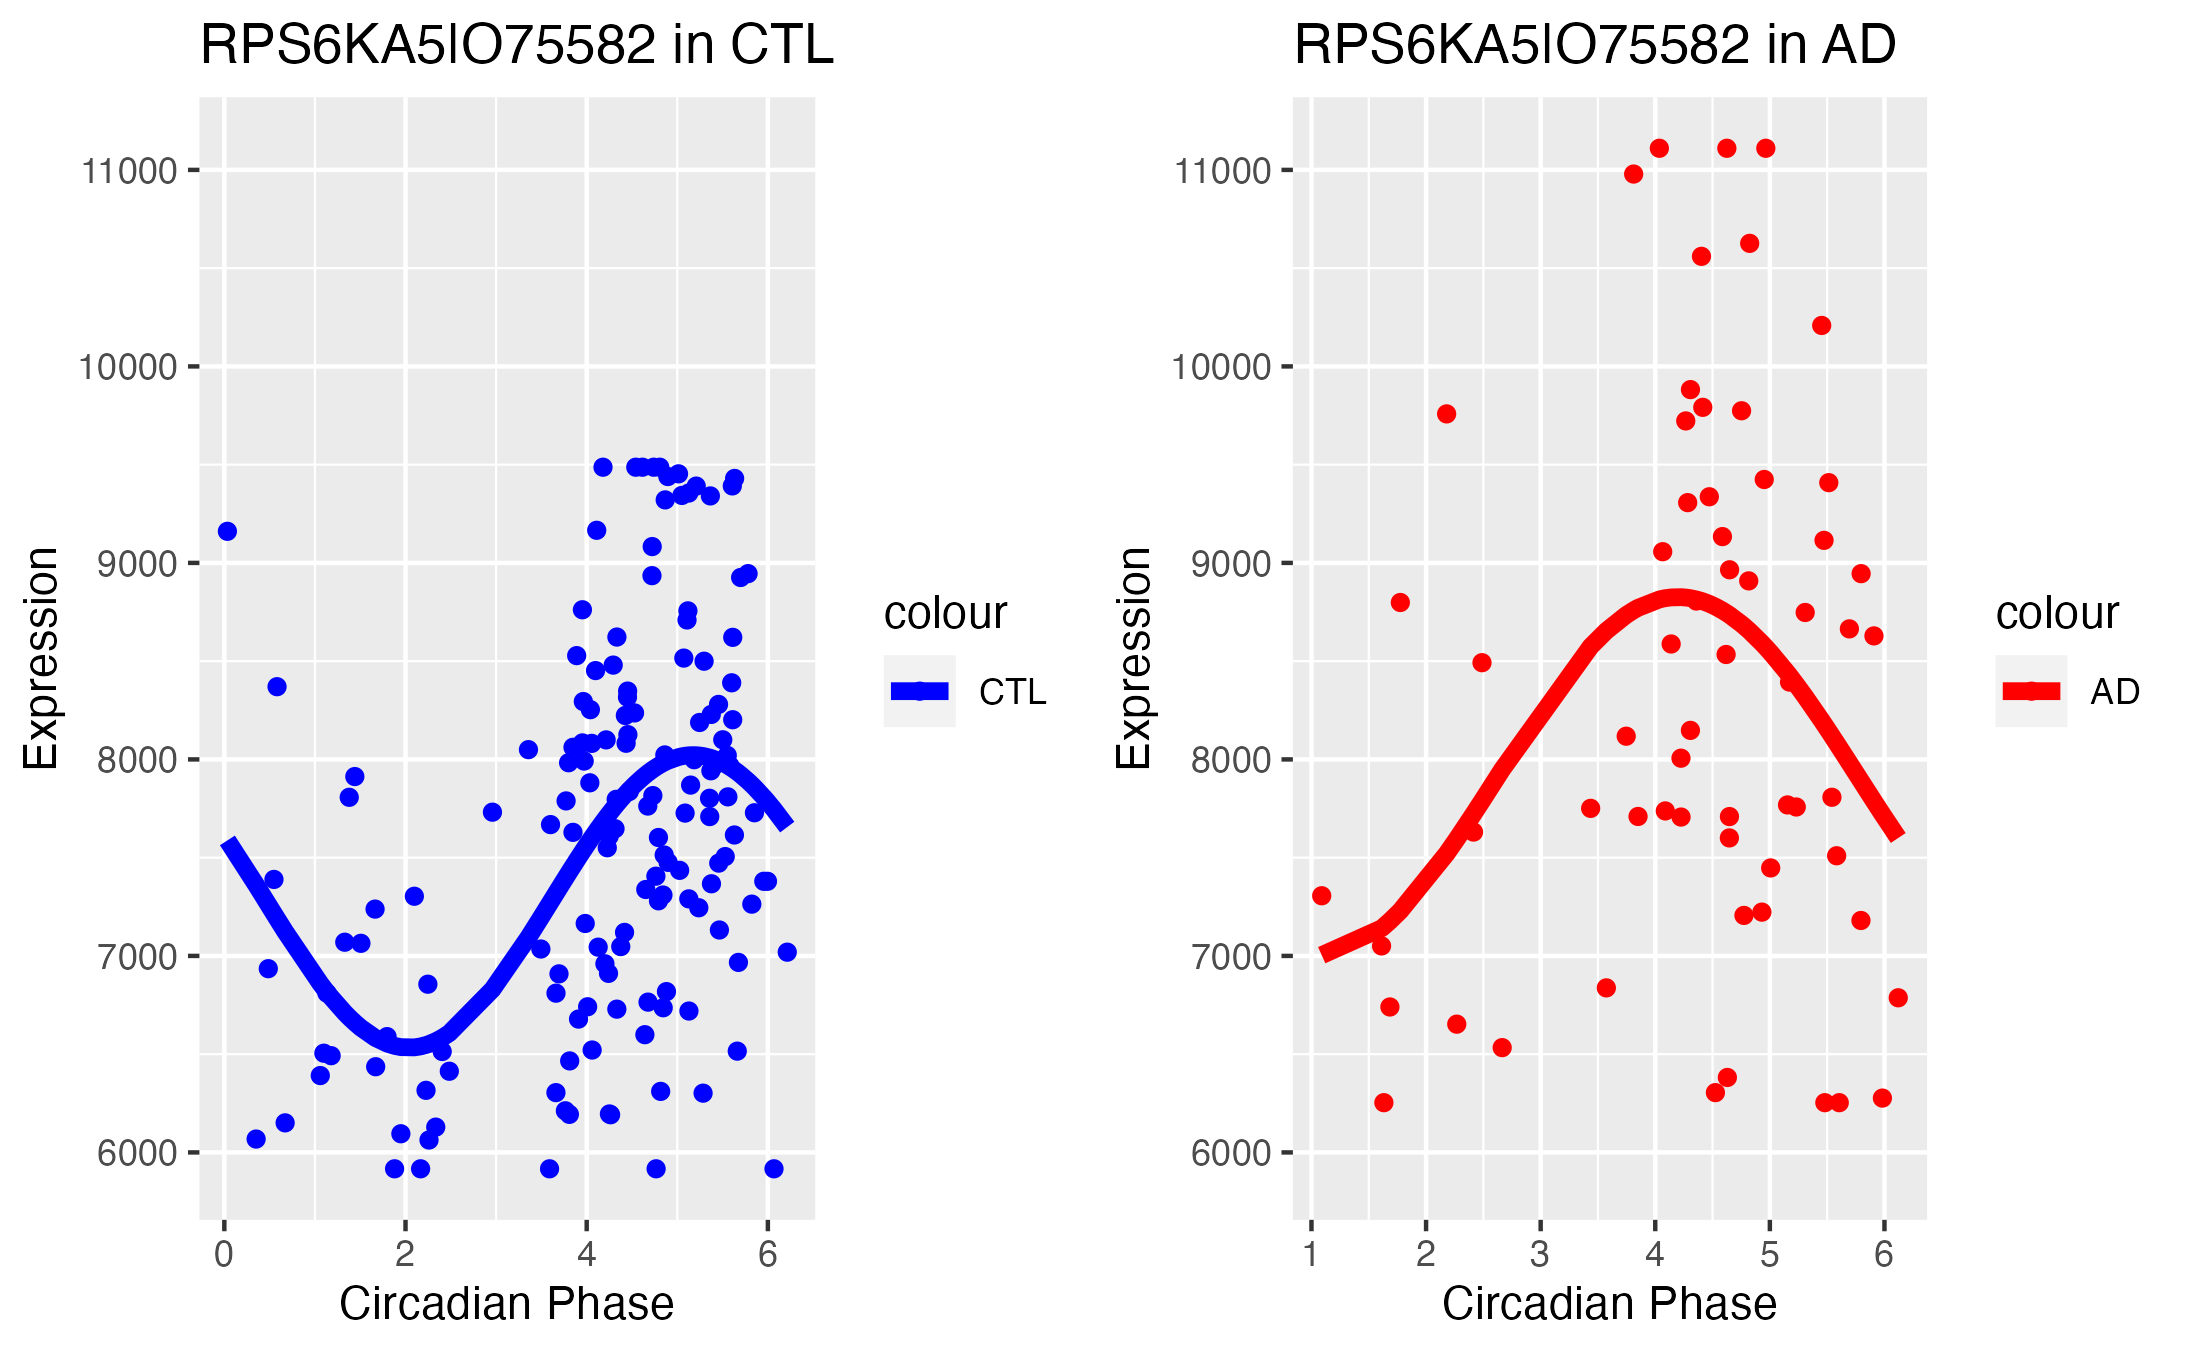 RPS6KA5|O75582 in CTL
11000
10000
9000
8000
7000
6000
Expression
0 2 4 6
Circadian Phase
colour
CTL
RPS6KA5|O75582 in AD
11000
10000
9000
8000
7000
6000
Expression
1 2 3 4 5 6
Circadian Phase
colour
AD